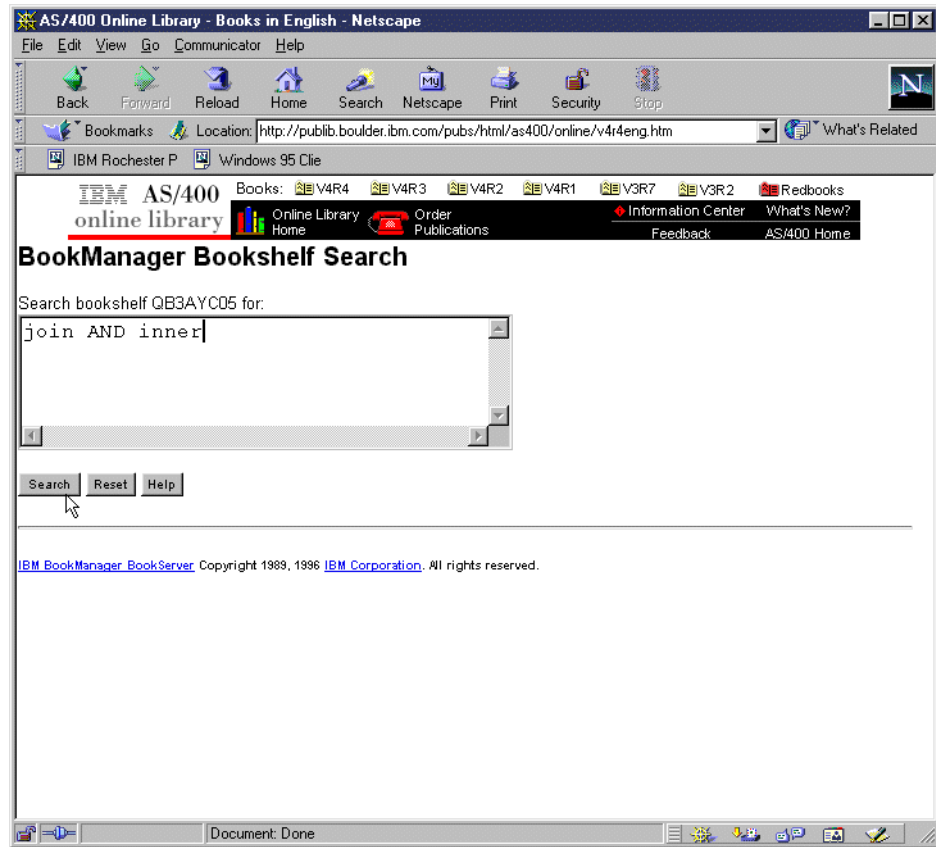 AS/400 Online Library - Books in English - Netscape
File Edit View Go Communicator Help
Back Forward Reload Home Search Netscape Print Security Stop
My
N
Bookmarks Location: http://publib.boulder.ibm.com/pubs/html/as400/online/v4r4eng.htm What's Related
IBM Rochester P Windows 95 Clie
IBM AS/400 online library
Books: V4R4 V4R3 V4R2 V4R1 V3R7 V3R2 Redbooks
Online Library Home Order Publications Information Center What's New?
Feedback AS/400 Home
BookManager Bookshelf Search
Search bookshelf QB3AYC05 for:
join AND inner
Search Reset Help
IBM BookManager BookServer Copyright 1989, 1996 IBM Corporation. All rights reserved.
Document: Done